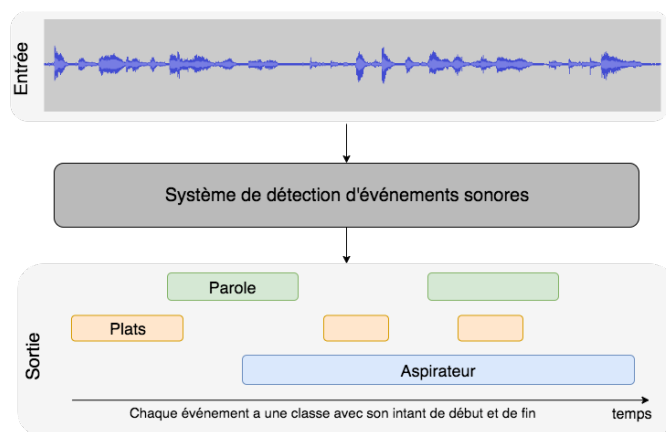 Entrée
Système de détection d'événements sonores
Sortie
Parole
Plats
Aspirateur
Chaque événement a une classe avec son intant de début et de fin
temps